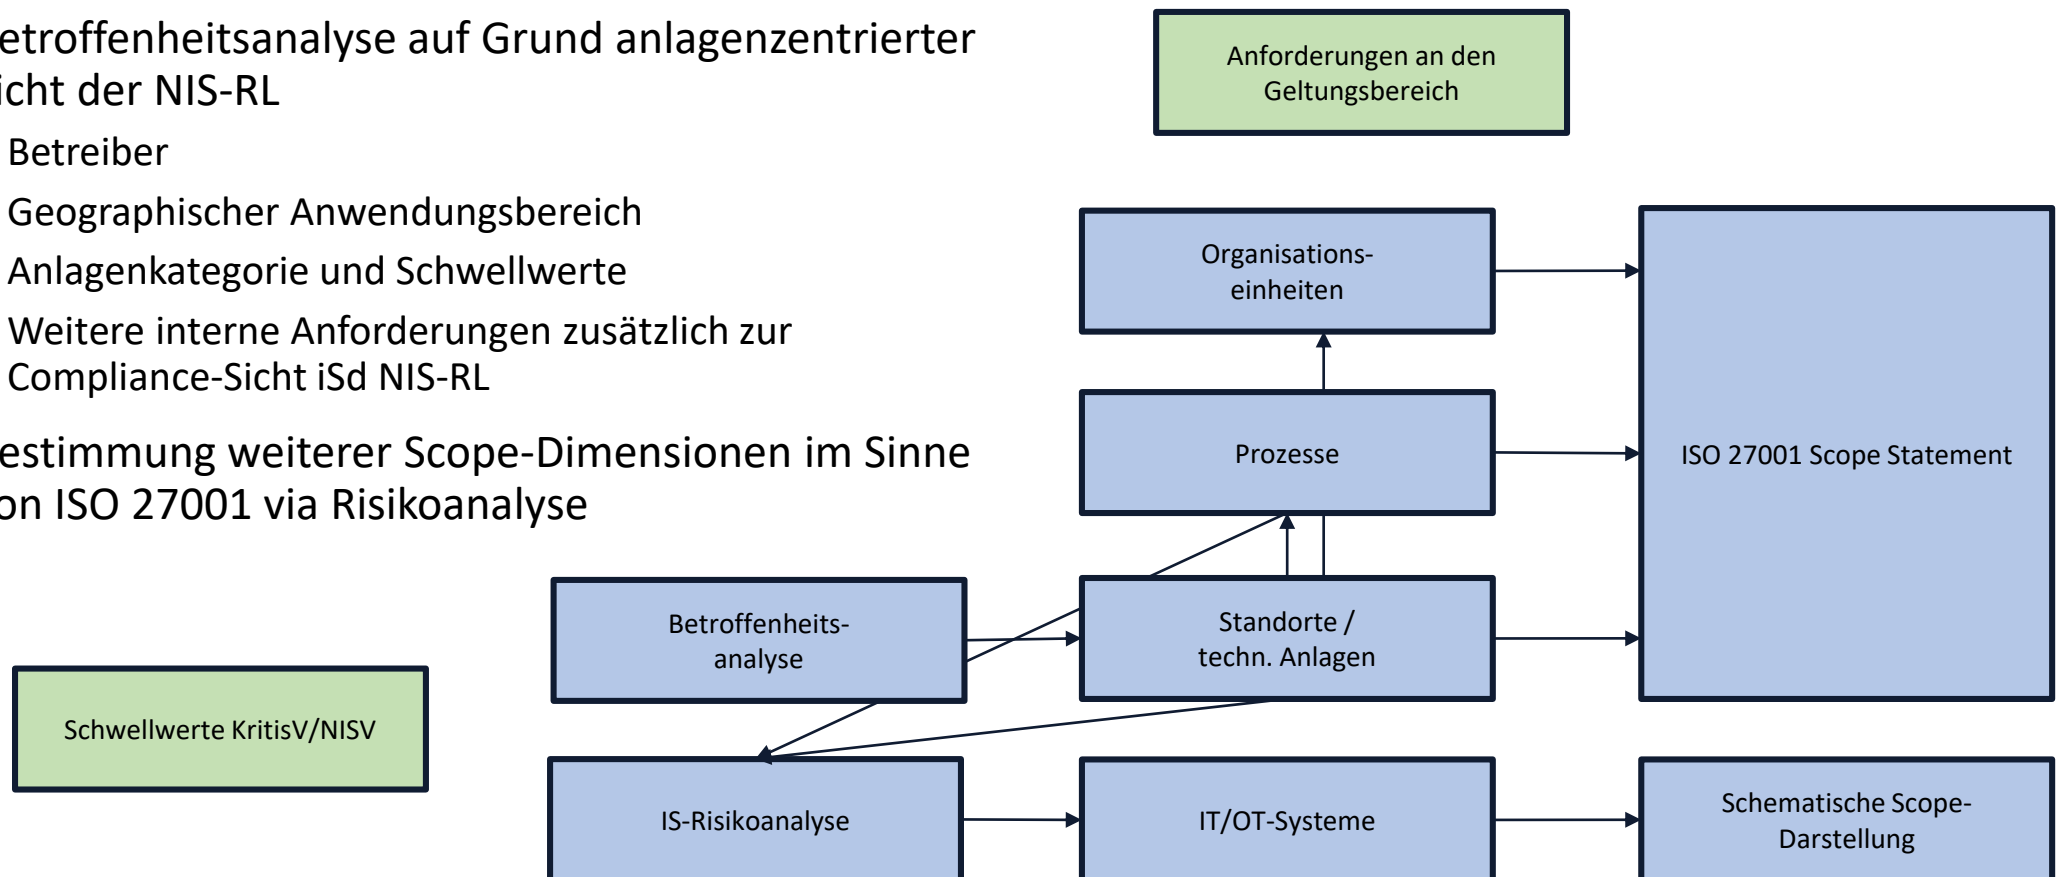 etroffenheitsanalyse auf Grund anlagenzentrierter
icht der NIS-RL
Betreiber
Geographischer Anwendungsbereich
Anlagenkategorie und Schwellwerte
Weitere interne Anforderungen zusätzlich zur
Compliance-Sicht iSd NIS-RL
estimmung weiterer Scope-Dimensionen im Sinne
on ISO 27001 via Risikoanalyse
Anforderungen an den
Geltungsbereich
Organisations-
einheiten
Prozesse
ISO 27001 Scope Statement
Betroffenheits-
analyse
Standorte /
techn. Anlagen
Schwellwerte KritisV/NISV
IS-Risikoanalyse
IT/OT-Systeme
Schematische Scope-
Darstellung